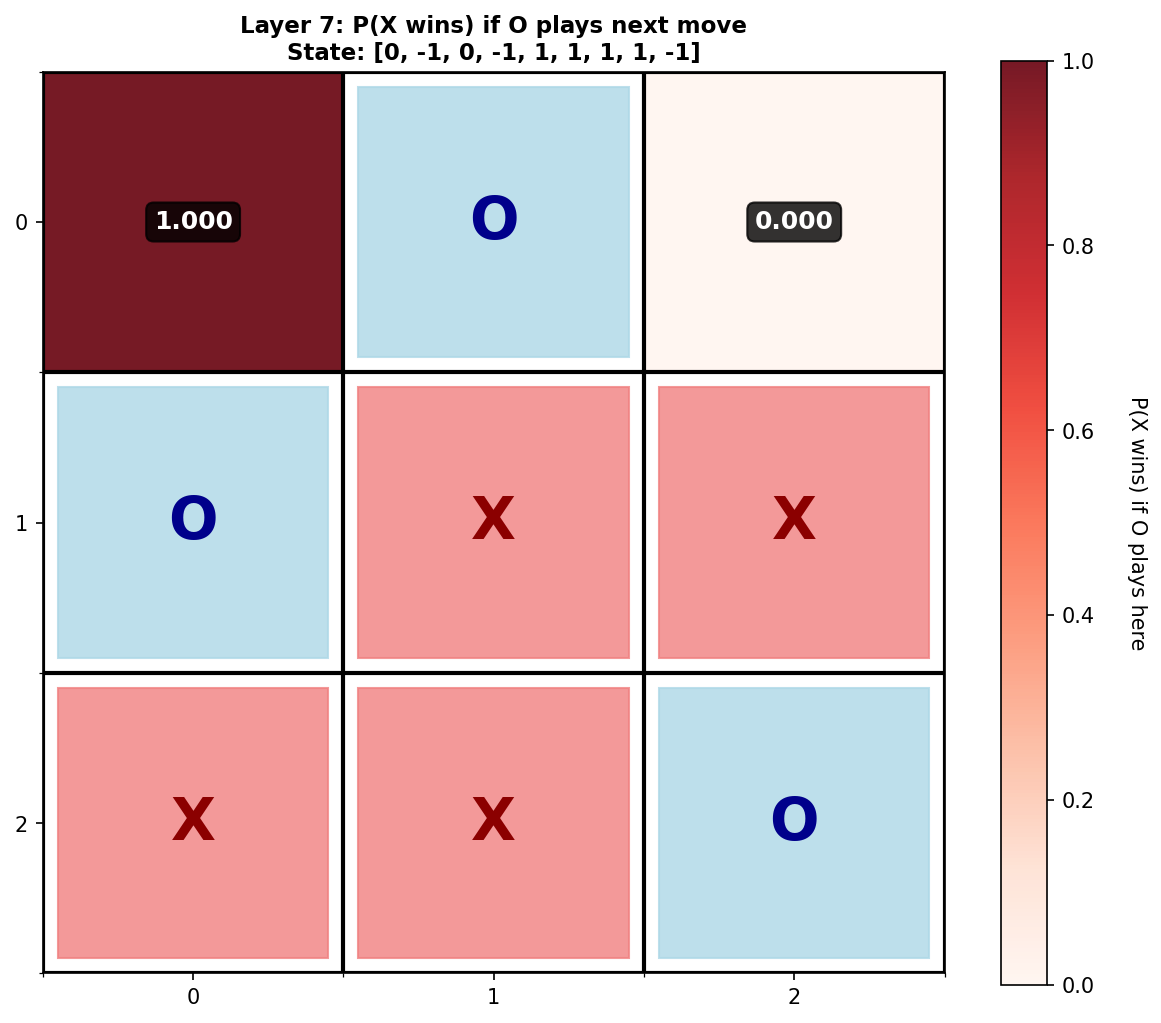 Layer 7: P(X wins) if O plays next move
State: [0, -1, 0, -1, 1, 1, 1, 1, -1]
1.000
O
0.000
O
X
X
X
X
O
0
1
2
0
1
2
1.0
0.8
0.6
0.4
0.2
0.0
P(X wins) if O plays here